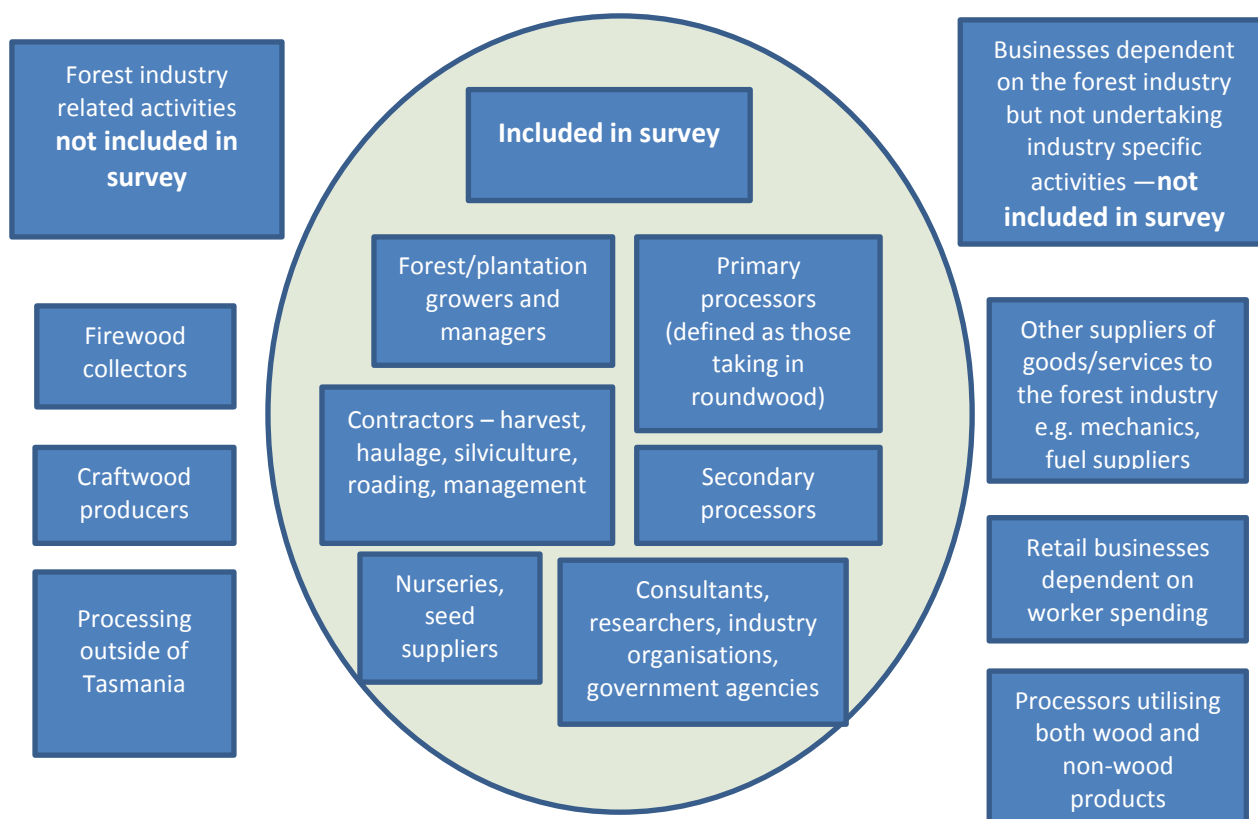 Forest industry
related activities
not included in
survey
Firewood
collectors
Craftwood
producers
Processing
outside of
Tasmania
Included in survey
Forest/plantation
growers and
managers
Primary
processors
(defined as those
taking in
roundwood)
Contractors – harvest,
haulage, silviculture,
roading, management
Secondary
processors
Nurseries,
seed
suppliers
Consultants,
researchers, industry
organisations,
government agencies
Businesses dependent
on the forest industry
but not undertaking
industry specific
activities —not
included in survey
Other suppliers of
goods/services to
the forest industry
e.g. mechanics,
fuel suppliers
Retail businesses
dependent on
worker spending
Processors utilising
both wood and
non-wood
products